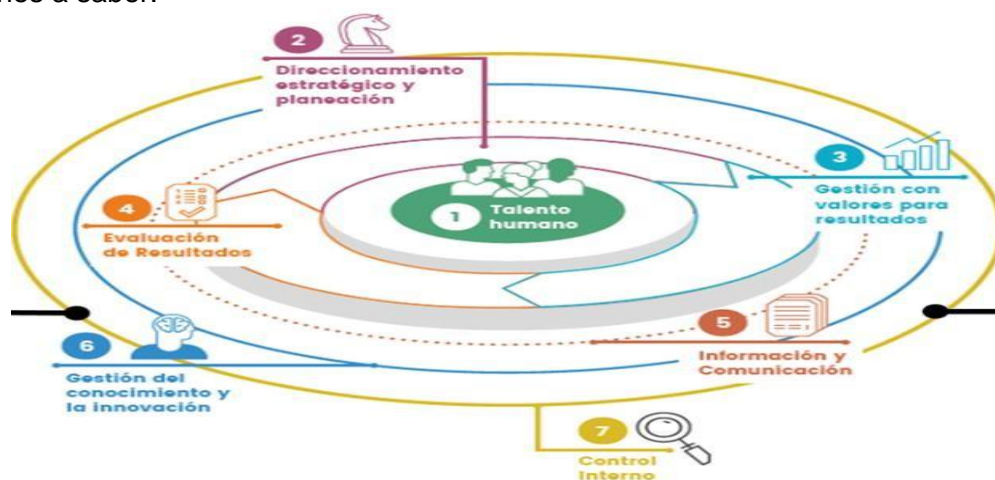 a saber:
2
Direccionamiento
estratégico y
planeación
3
Gestión con
valores para
resultados
1
Talento
humano
4
Evaluación
de Resultados
5
Información y
Comunicación
6
Gestión del
conocimiento y
la innovación
7
Control
Interno